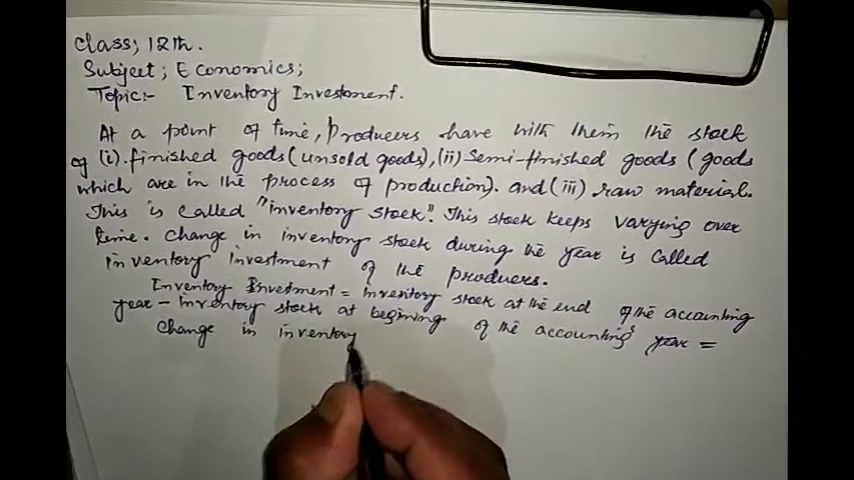 Class; 12th.
Subject; Economics;
Topic:- Inventory Investment.
At a point of time, producers have with them the stock
of (i). finished goods (unsold goods), (ii) Semi-finished goods (goods
which are in the process of production). and (iii) raw material.
This is called "inventory stock". This stock keeps varying over
time. Change in inventory stock during the year is called
inventory investment of the producers.
Inventory Investment = inventory stock at the end of the accounting
year - inventory stock at begining of the accounting year =
Change in inventory